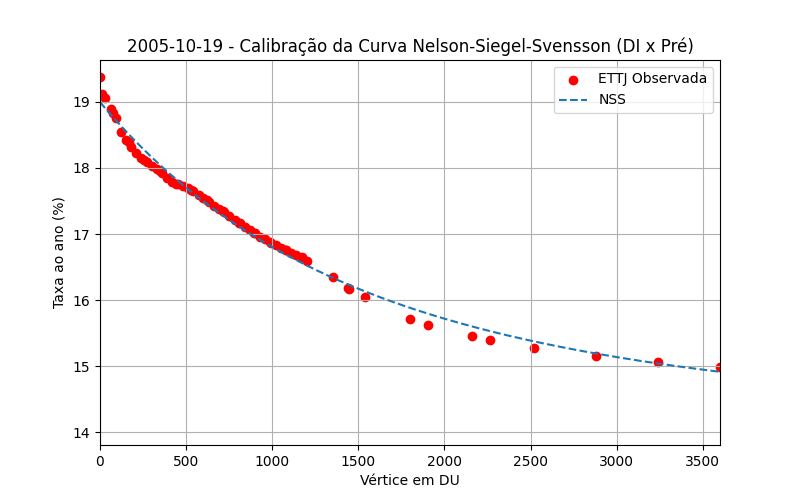 2005-10-19 - Calibração da Curva Nelson-Siegel-Svensson (DI x Pré)
ETTJ Observada
NSS
Taxa ao ano (%)
19
18
17
16
15
14
0 500 1000 1500 2000 2500 3000 3500
Vértice em DU